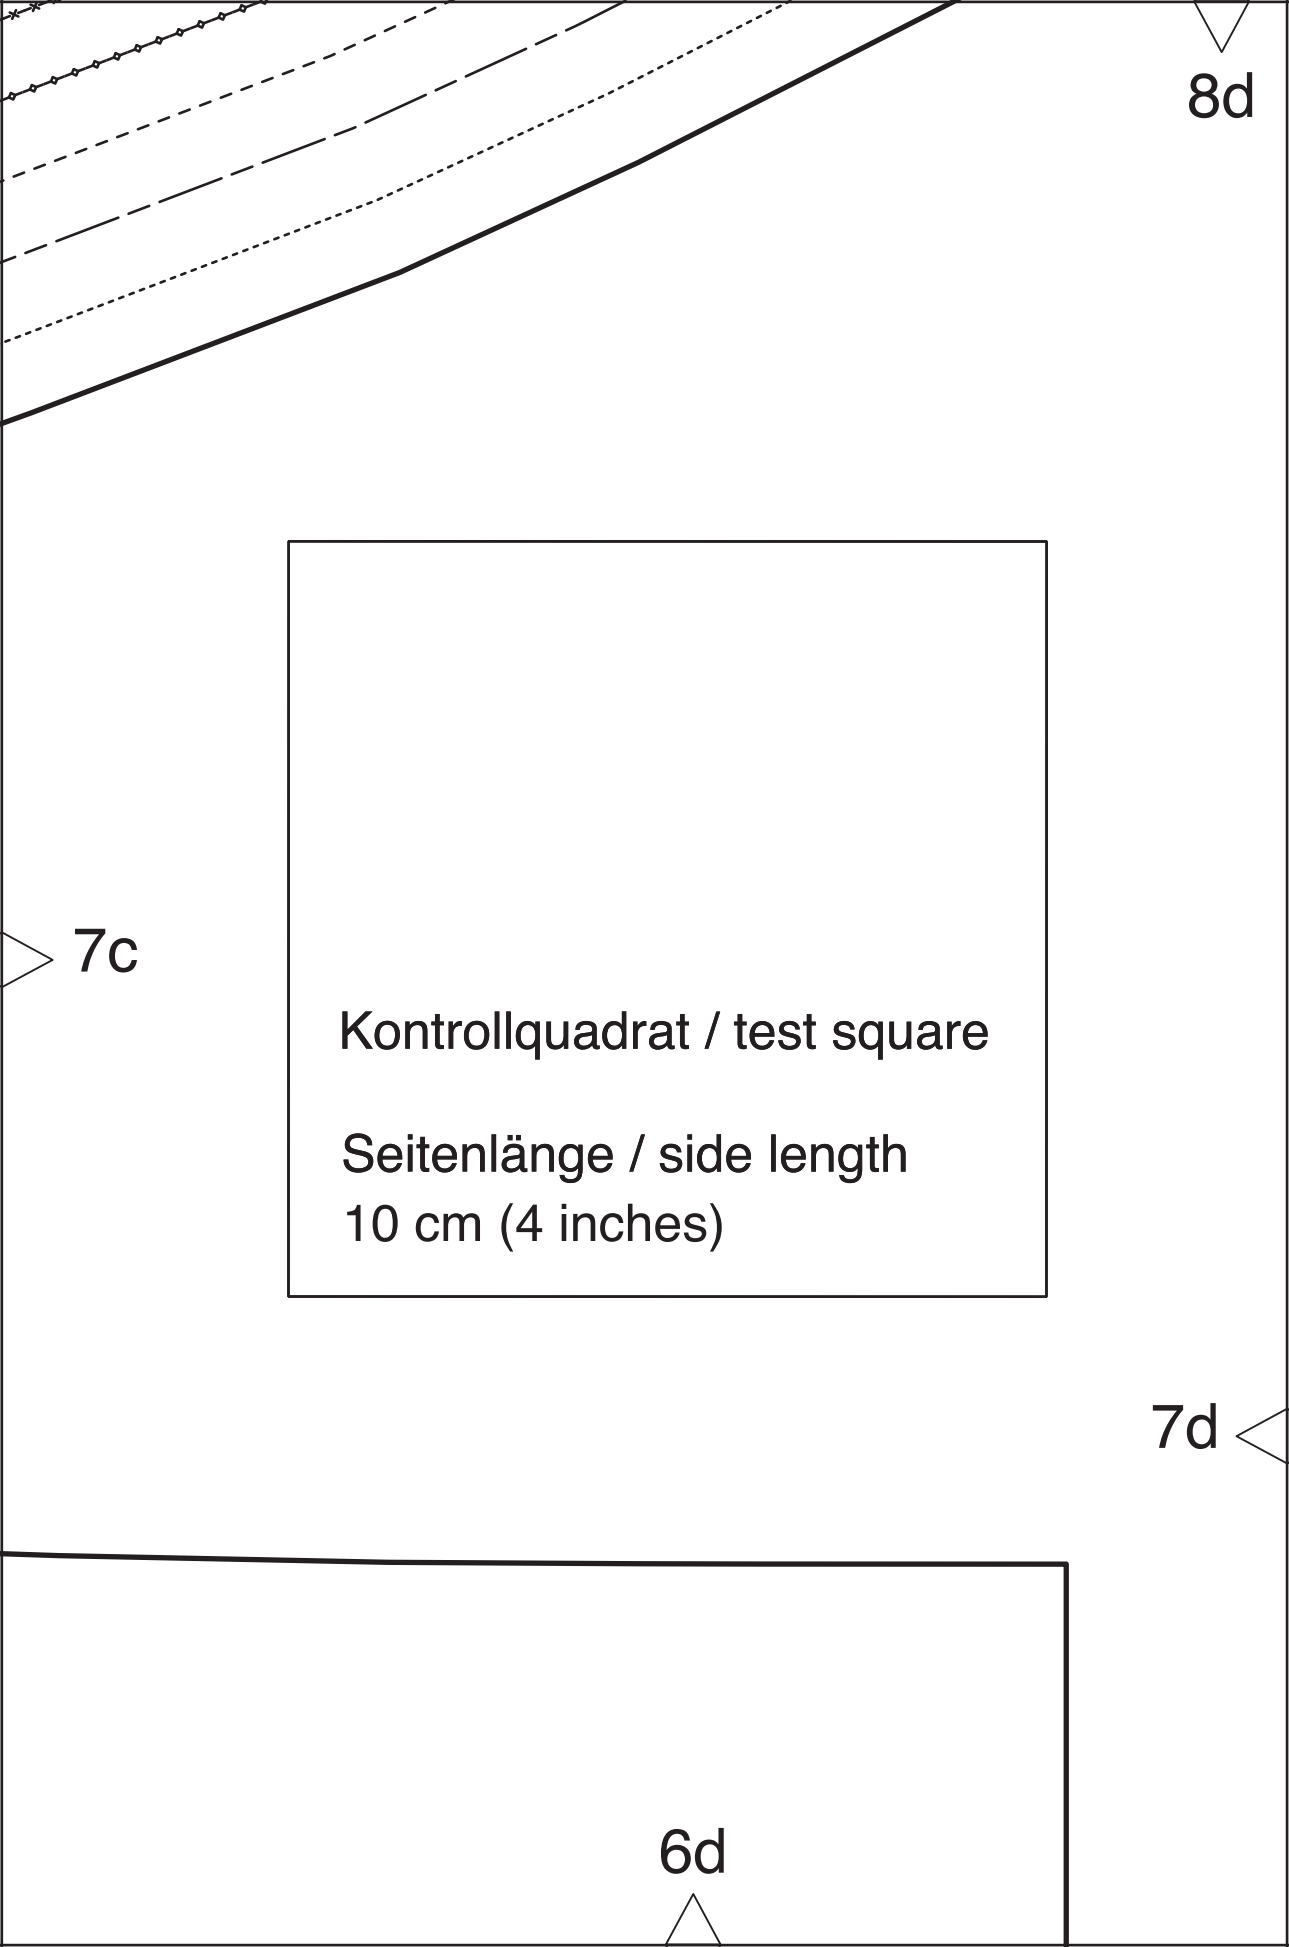 8d
7c
Kontrollquadrat / test square
Seitenlänge / side length
10 cm (4 inches)
7d
6d